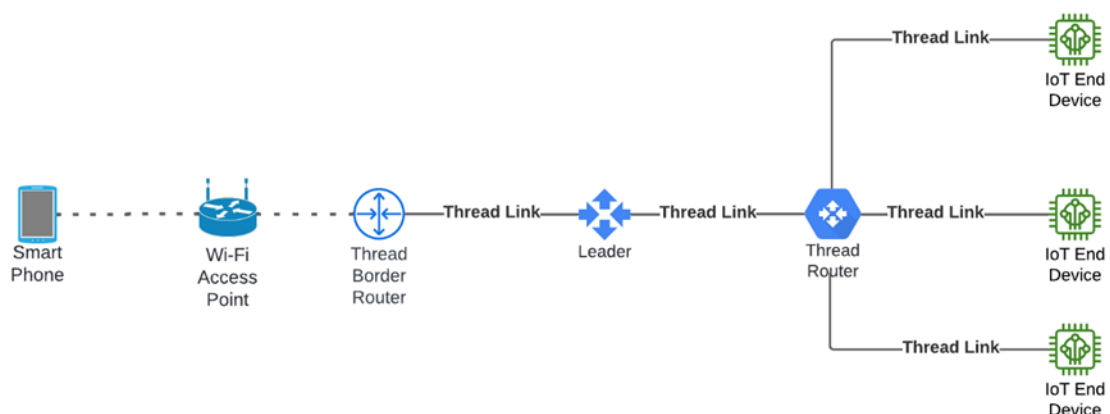 Thread Link
IoT End
Device
Smart
Phone
Wi-Fi
Access
Point
Thread
Border
Router
Thread Link
Leader
Thread Link
Thread
Router
Thread Link
IoT End
Device
Thread Link
IoT End
Device